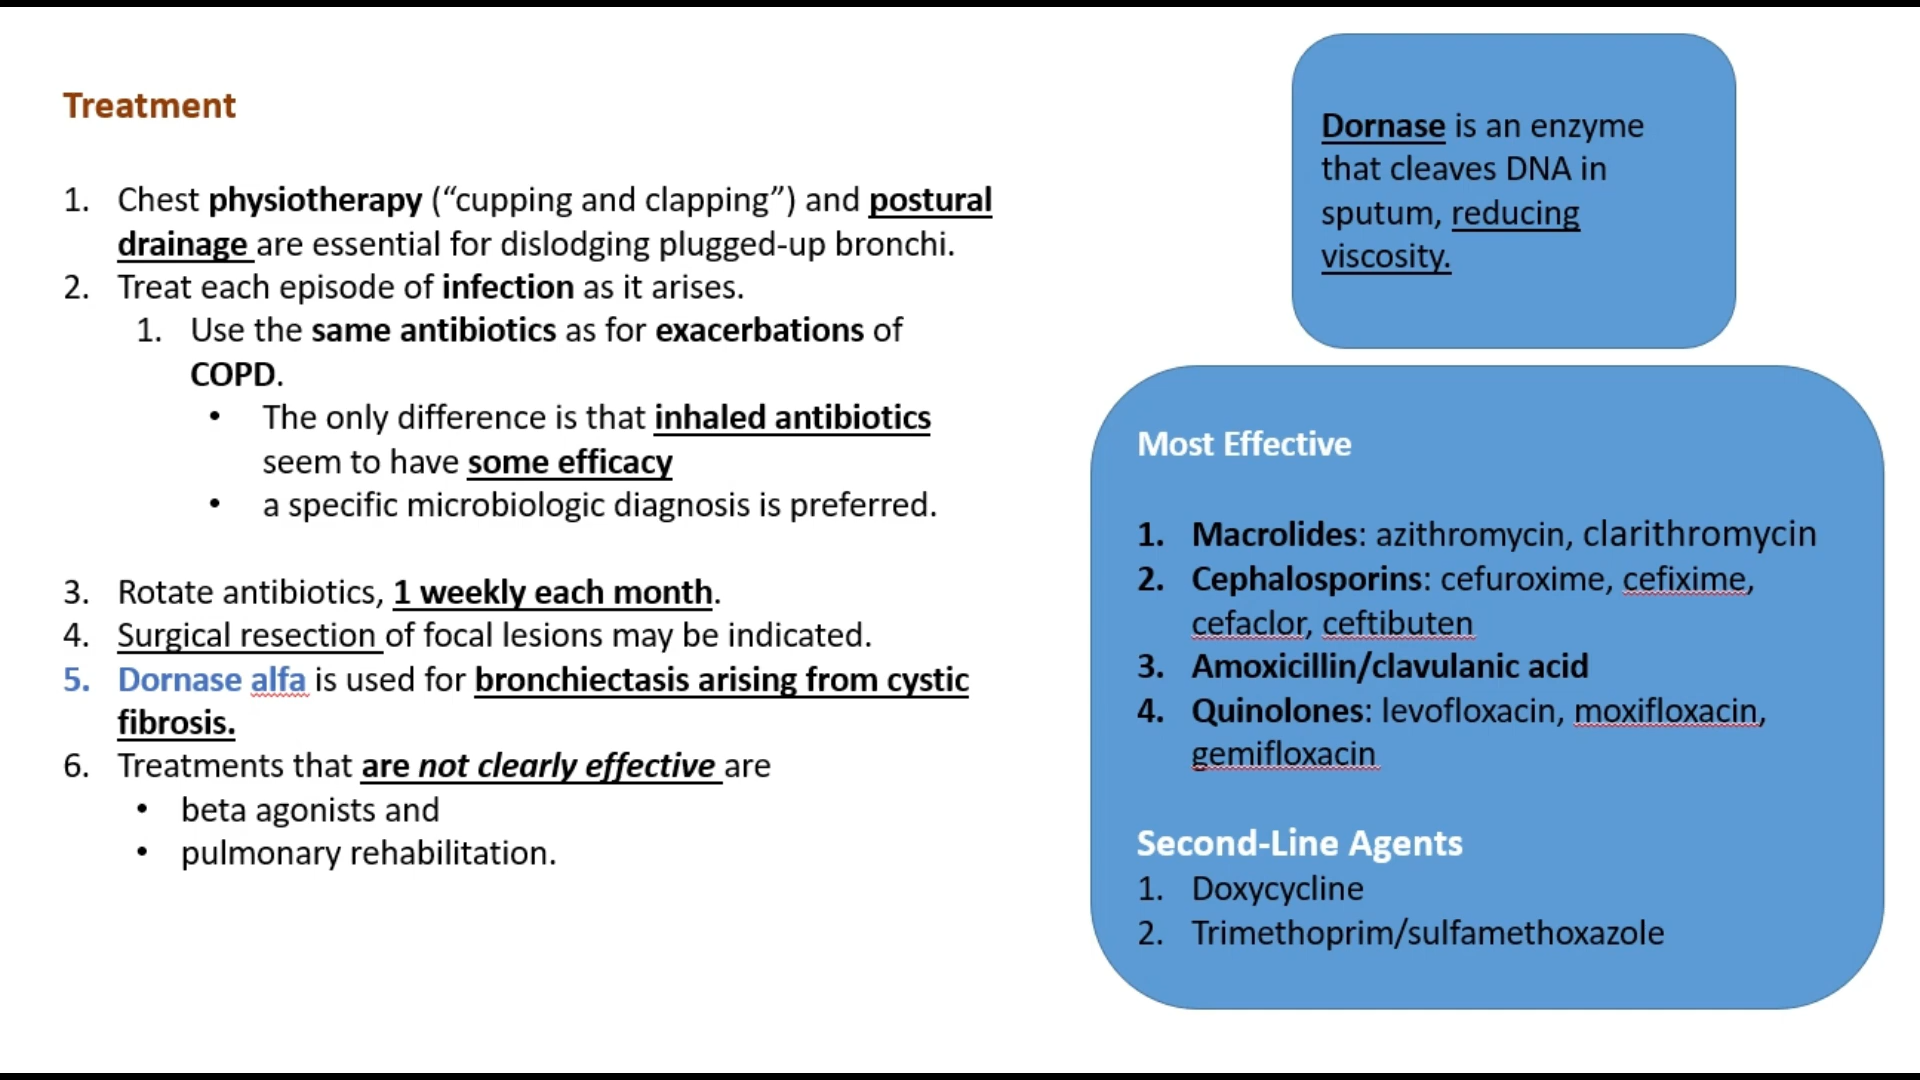 Treatment
1. Chest physiotherapy (“cupping and clapping”) and postural
drainage are essential for dislodging plugged-up bronchi.
2. Treat each episode of infection as it arises.
1. Use the same antibiotics as for exacerbations of
COPD.
• The only difference is that inhaled antibiotics
seem to have some efficacy
• a specific microbiologic diagnosis is preferred.
3. Rotate antibiotics, 1 weekly each month.
4. Surgical resection of focal lesions may be indicated.
5. Dornase alfa is used for bronchiectasis arising from cystic
fibrosis.
6. Treatments that are not clearly effective are
• beta agonists and
• pulmonary rehabilitation.
Dornase is an enzyme
that cleaves DNA in
sputum, reducing
viscosity.
Most Effective
1. Macrolides: azithromycin, clarithromycin
2. Cephalosporins: cefuroxime, cefixime,
cefaclor, ceftibuten
3. Amoxicillin/clavulanic acid
4. Quinolones: levofloxacin, moxifloxacin,
gemifloxacin
Second-Line Agents
1. Doxycycline
2. Trimethoprim/sulfamethoxazole